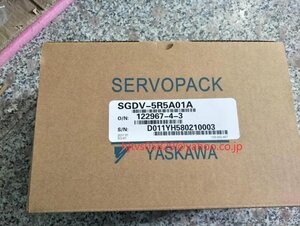 SERVOPACK
SGDV-5R5A01A
O/N: 122967-4-3
S/N: D011YH580210003
YASKAWA